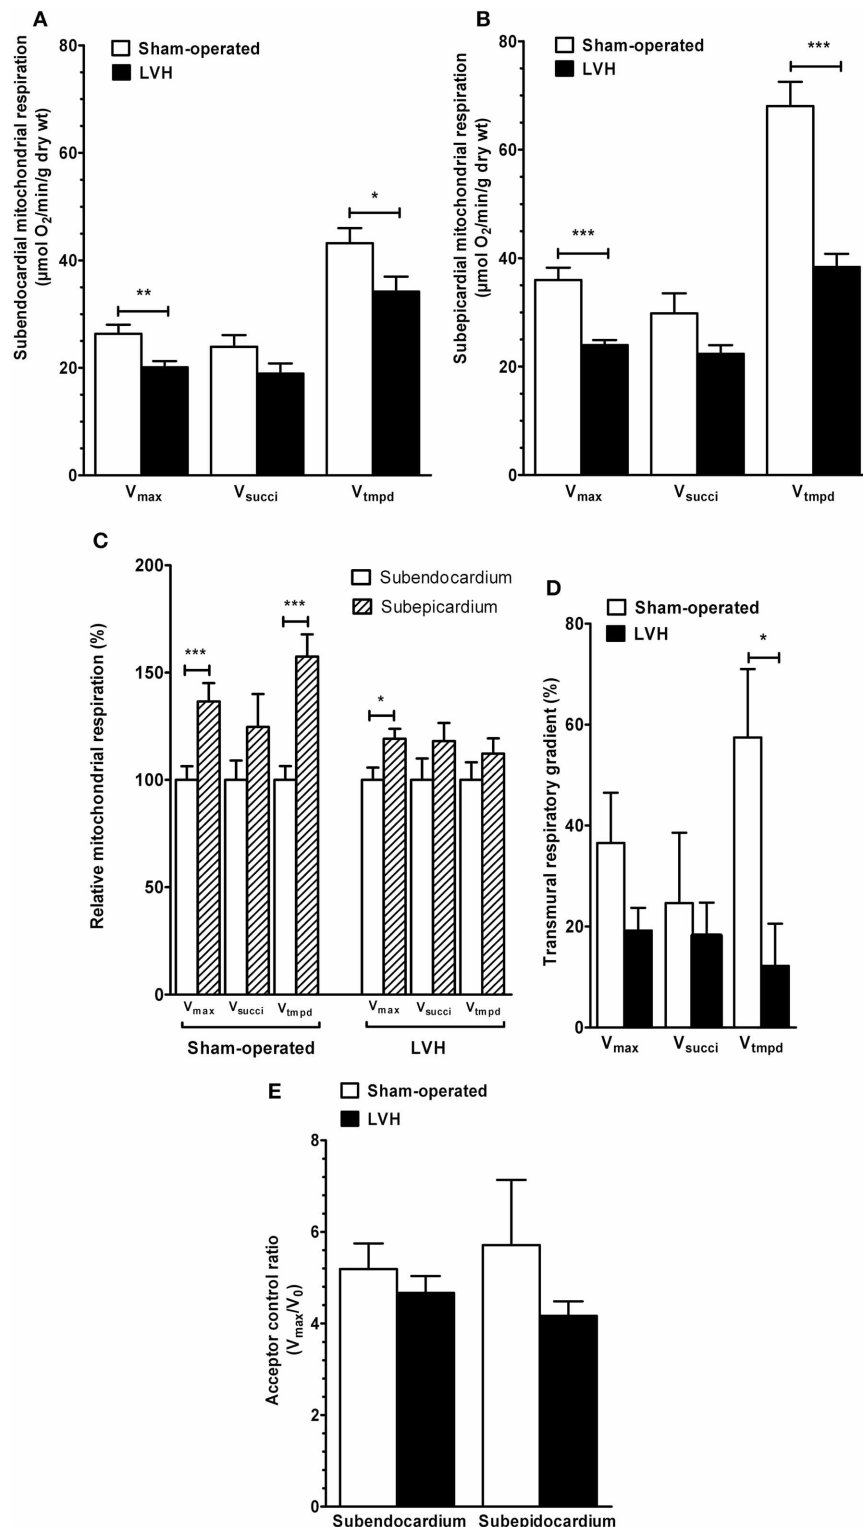 A
Sham-operated
LVH
Subendocardial mitochondrial respiration
(µmol O₂/min/g dry wt)
80
60
40
20
0
**
*
Vmax
Vsucci
Vtmpd
B
Sham-operated
LVH
Subepicardial mitochondrial respiration
(µmol O₂/min/g dry wt)
80
60
40
20
0
***
***
Vmax
Vsucci
Vtmpd
C
Subendocardium
Subepicardium
Relative mitochondrial respiration (%)
200
150
100
50
0
***
***
*
Vmax Vsucci Vtmpd
Vmax Vsucci Vtmpd
Sham-operated
LVH
D
Sham-operated
LVH
Transmural respiratory gradient (%)
80
60
40
20
0
*
Vmax
Vsucci
Vtmpd
E
Sham-operated
LVH
Acceptor control ratio
(Vmax/V0)
8
6
4
2
0
Subendocardium
Subepidocardium